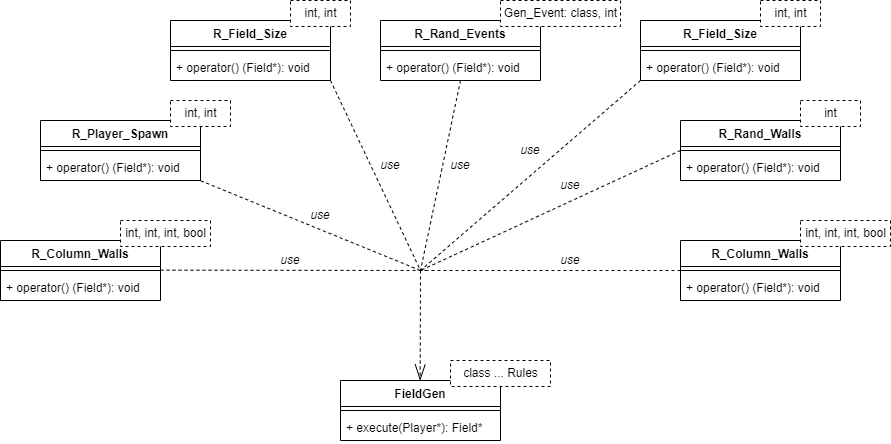 int, int
R_Field_Size
+ operator() (Field*): void
Gen_Event: class, int
R_Rand_Events
+ operator() (Field*): void
int, int
R_Field_Size
+ operator() (Field*): void
int, int
R_Player_Spawn
+ operator() (Field*): void
int
R_Rand_Walls
+ operator() (Field*): void
use
use
use
use
use
int, int, int, bool
R_Column_Walls
+ operator() (Field*): void
use
use
int, int, int, bool
R_Column_Walls
+ operator() (Field*): void
class ... Rules
FieldGen
+ execute(Player*): Field*